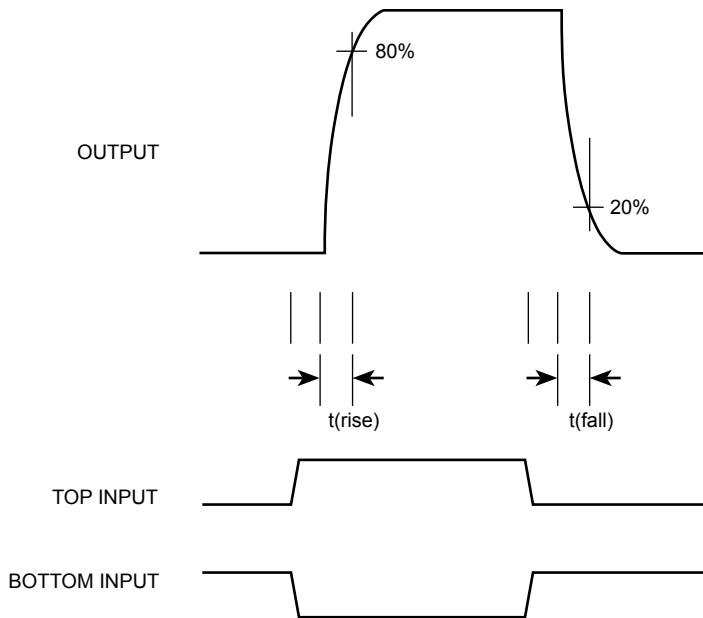 80%
OUTPUT
20%
t(rise)
t(fall)
TOP INPUT
BOTTOM INPUT